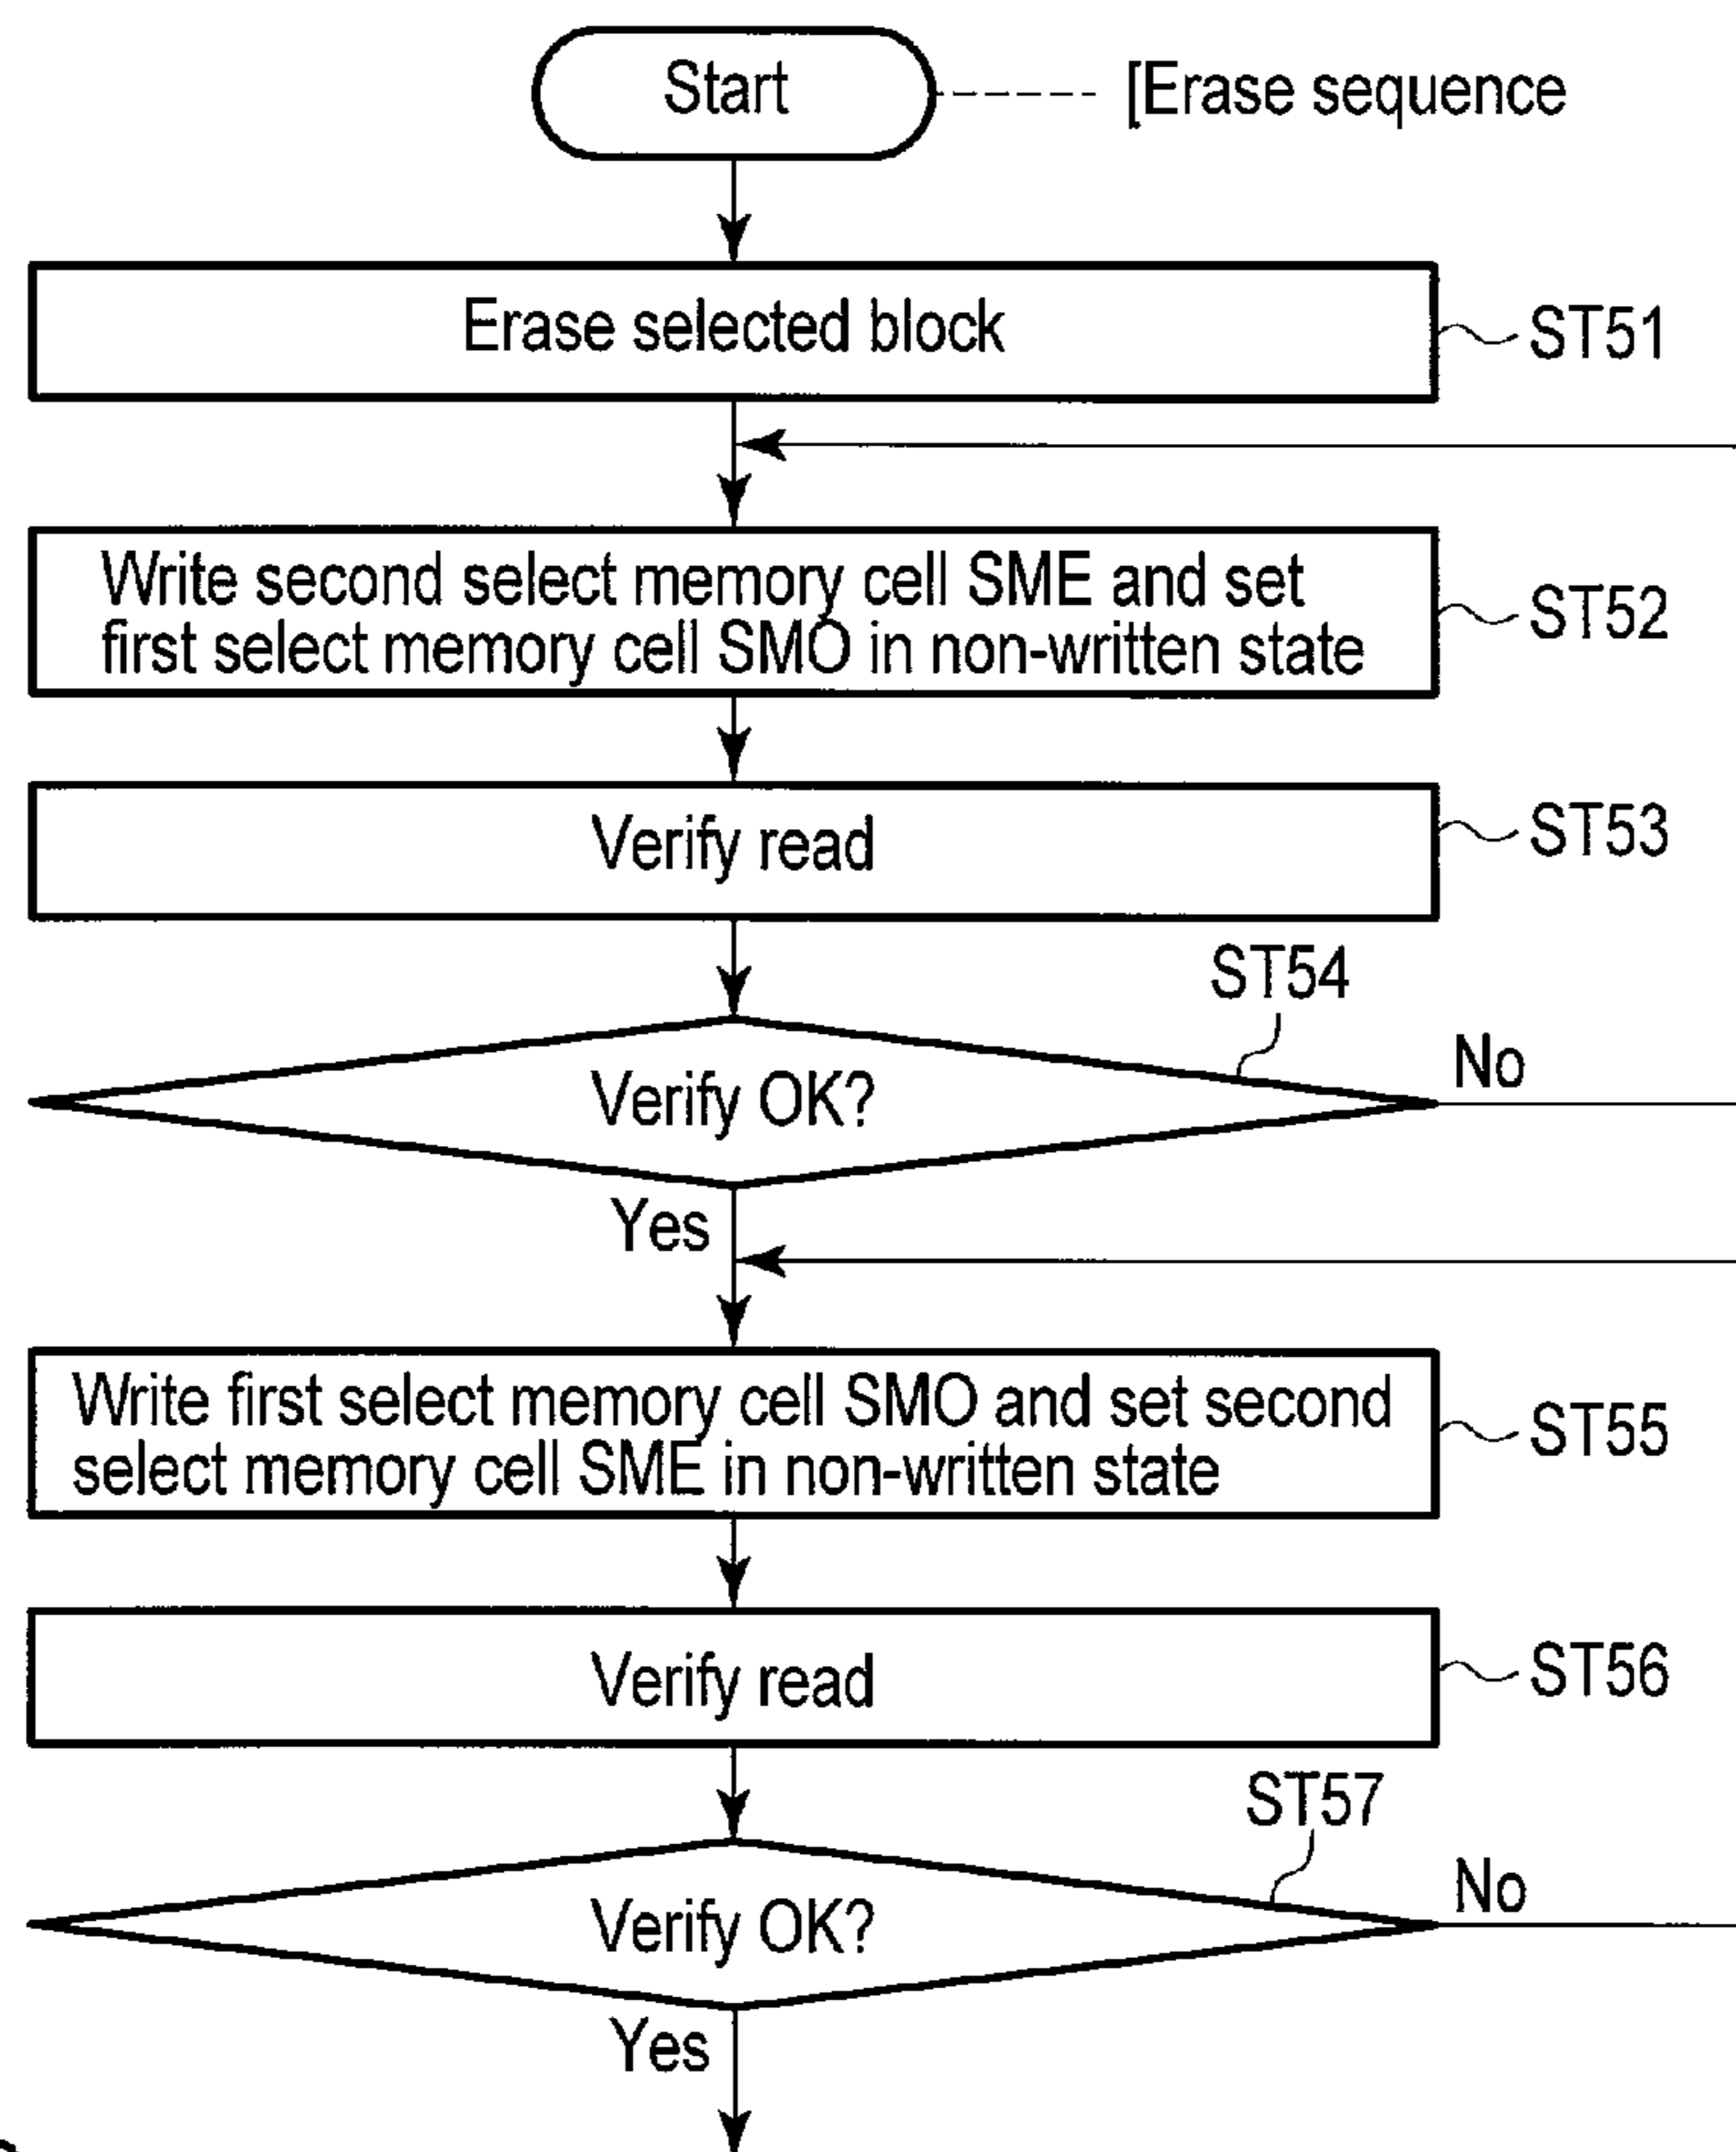 Start
[Erase sequence
Erase selected block
ST51
Write second select memory cell SME and set
first select memory cell SMO in non-written state
ST52
Verify read
ST53
ST54
Verify OK?
No
Yes
Write first select memory cell SMO and set second
select memory cell SME in non-written state
ST55
Verify read
ST56
ST57
Verify OK?
No
Yes